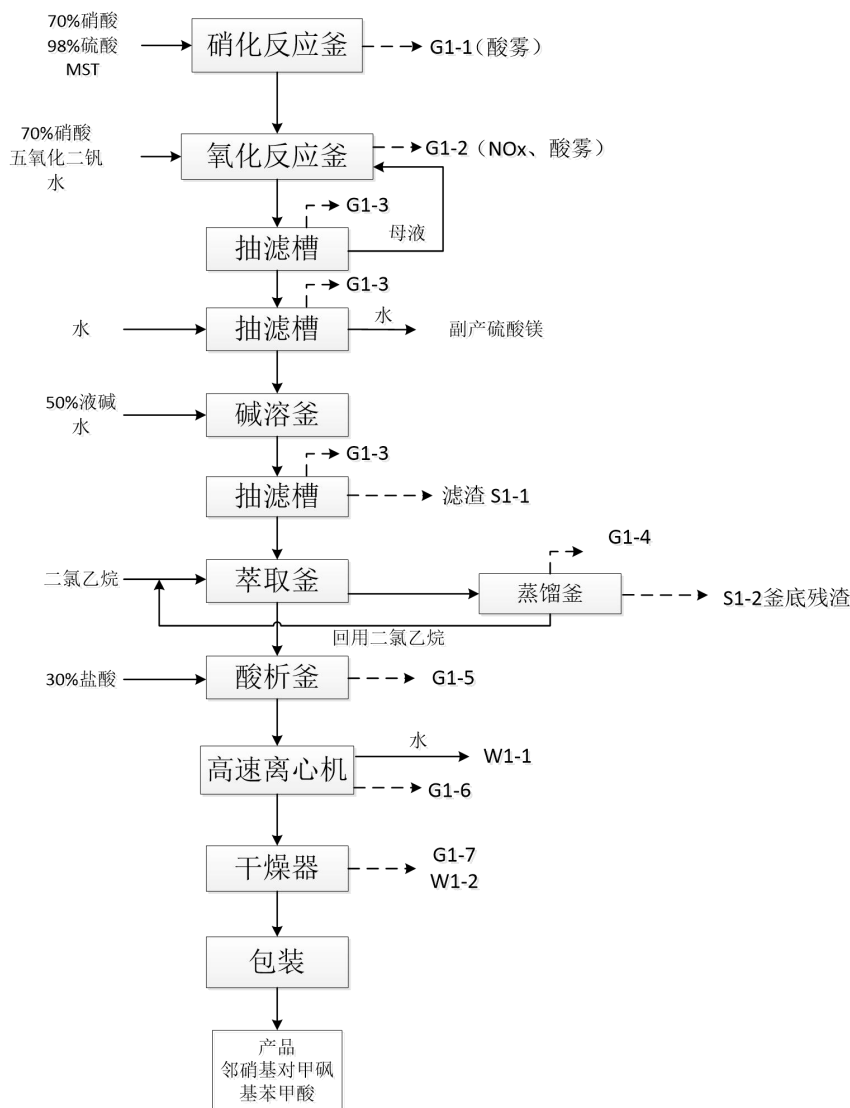 70%硝酸
98%硫酸
MST
硝化反应釜
G1-1（酸雾）
70%硝酸
五氧化二钒
水
氧化反应釜
G1-2（NOx、酸雾）
G1-3
母液
抽滤槽
G1-3
水
抽滤槽
水
副产硫酸镁
50%液碱
水
碱溶釜
G1-3
抽滤槽
滤渣 S1-1
G1-4
二氯乙烷
萃取釜
蒸馏釜
S1-2釜底残渣
回用二氯乙烷
30%盐酸
酸析釜
G1-5
高速离心机
水
W1-1
G1-6
干燥器
G1-7
W1-2
包装
产品
邻硝基对甲砜
基苯甲酸